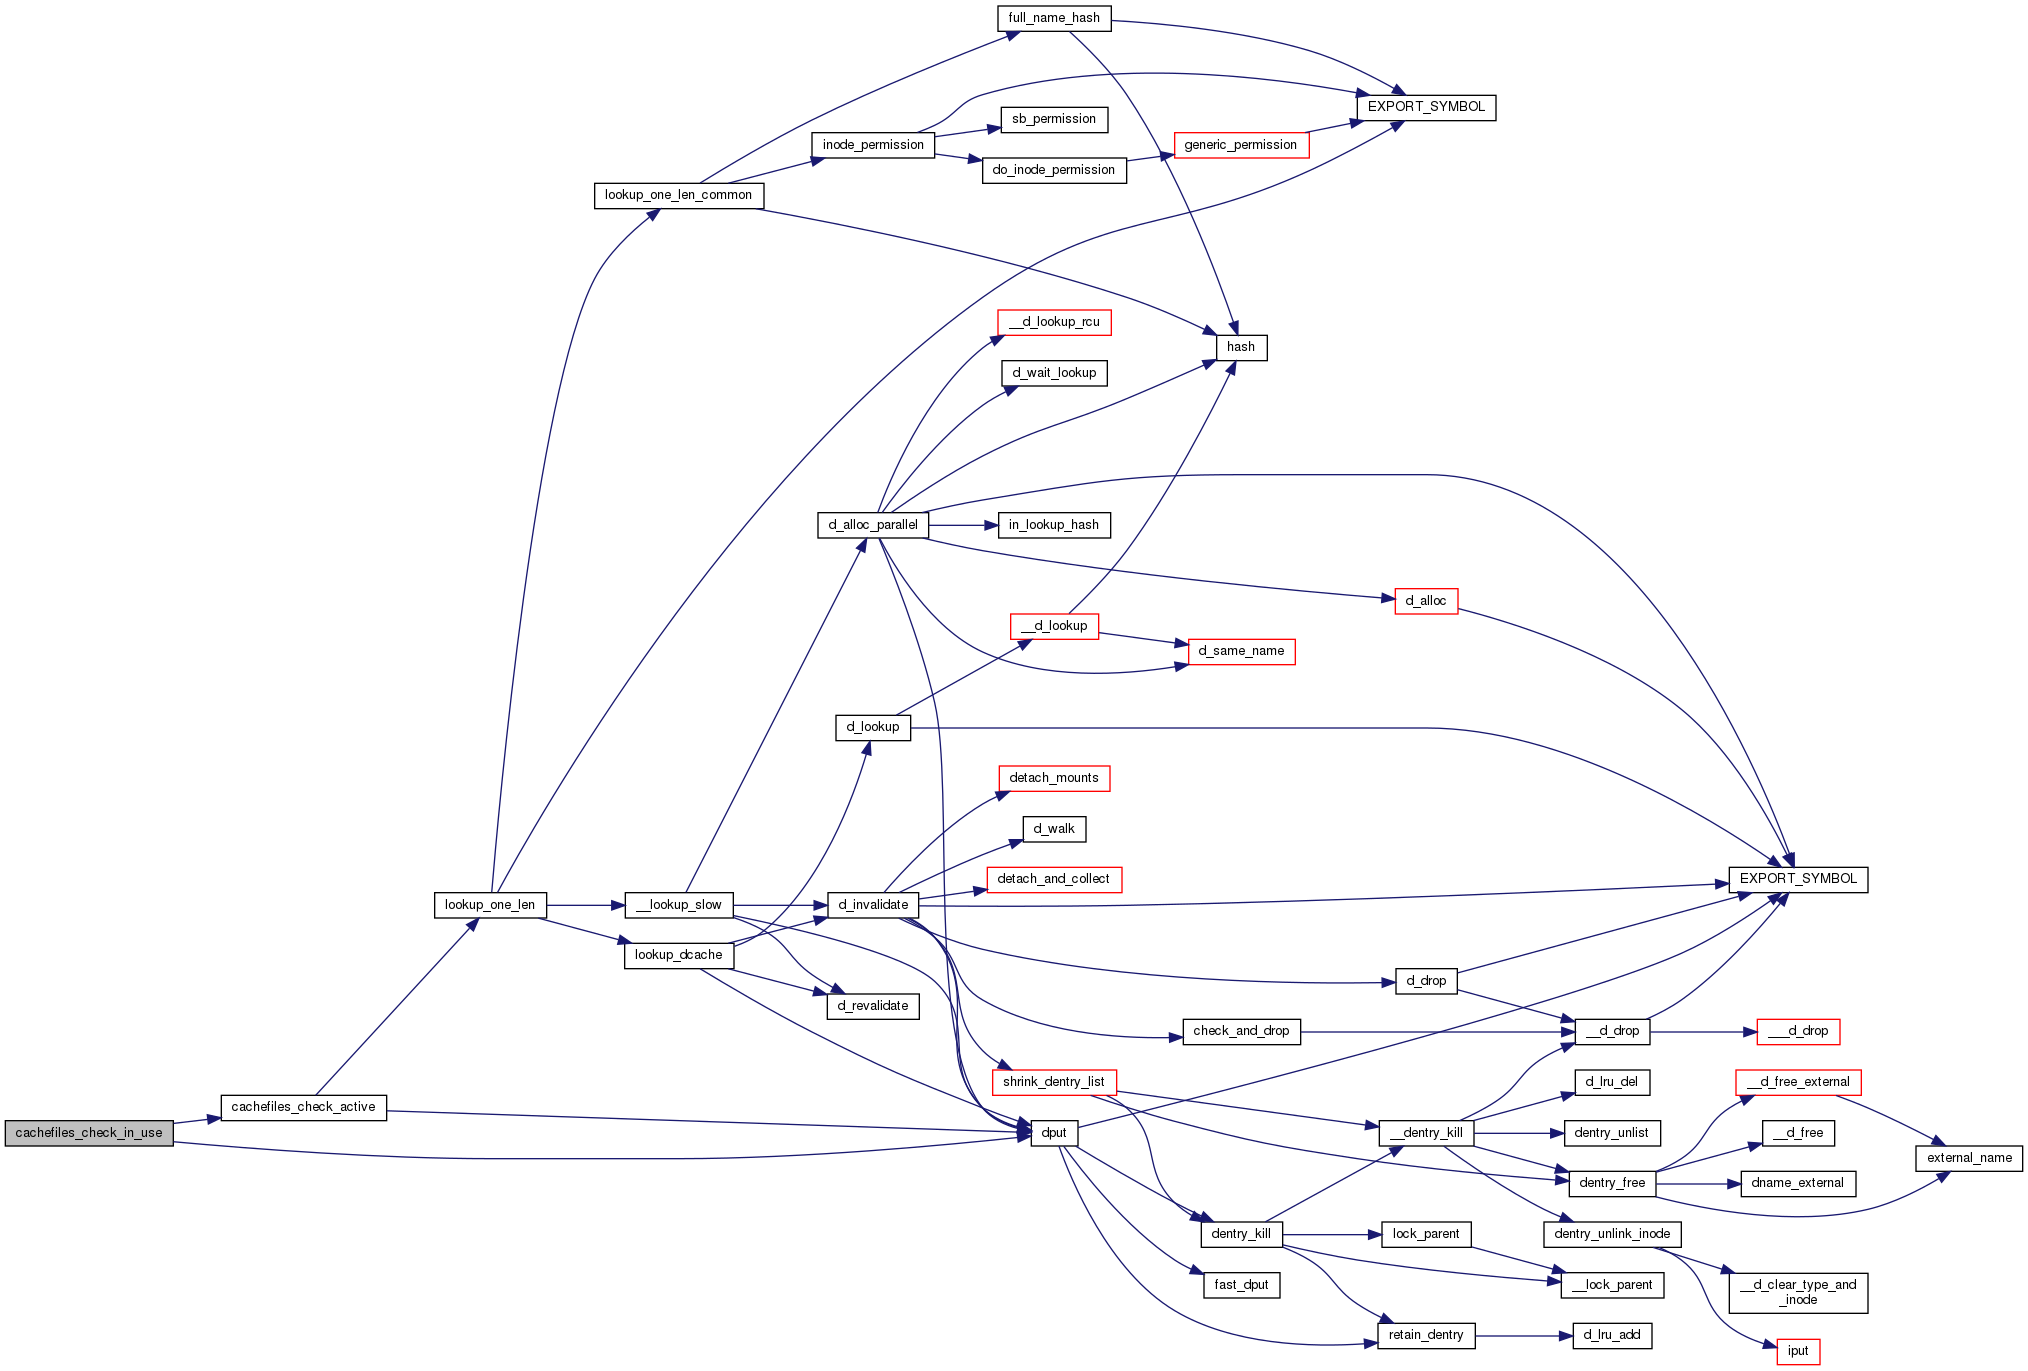 full_name_hash
EXPORT_SYMBOL
sb_permission
inode_permission
generic_permission
do_inode_permission
lookup_one_len_common
__d_lookup_rcu
hash
d_wait_lookup
d_alloc_parallel
in_lookup_hash
d_alloc
__d_lookup
d_same_name
d_lookup
detach_mounts
d_walk
detach_and_collect
EXPORT_SYMBOL
lookup_one_len
__lookup_slow
d_invalidate
lookup_dcache
d_drop
d_revalidate
check_and_drop
__d_drop
___d_drop
shrink_dentry_list
d_lru_del
__d_free_external
cachefiles_check_active
cachefiles_check_in_use
dput
__dentry_kill
dentry_unlist
__d_free
external_name
dentry_free
dname_external
dentry_kill
lock_parent
dentry_unlink_inode
fast_dput
__lock_parent
__d_clear_type_and
_inode
retain_dentry
d_lru_add
iput